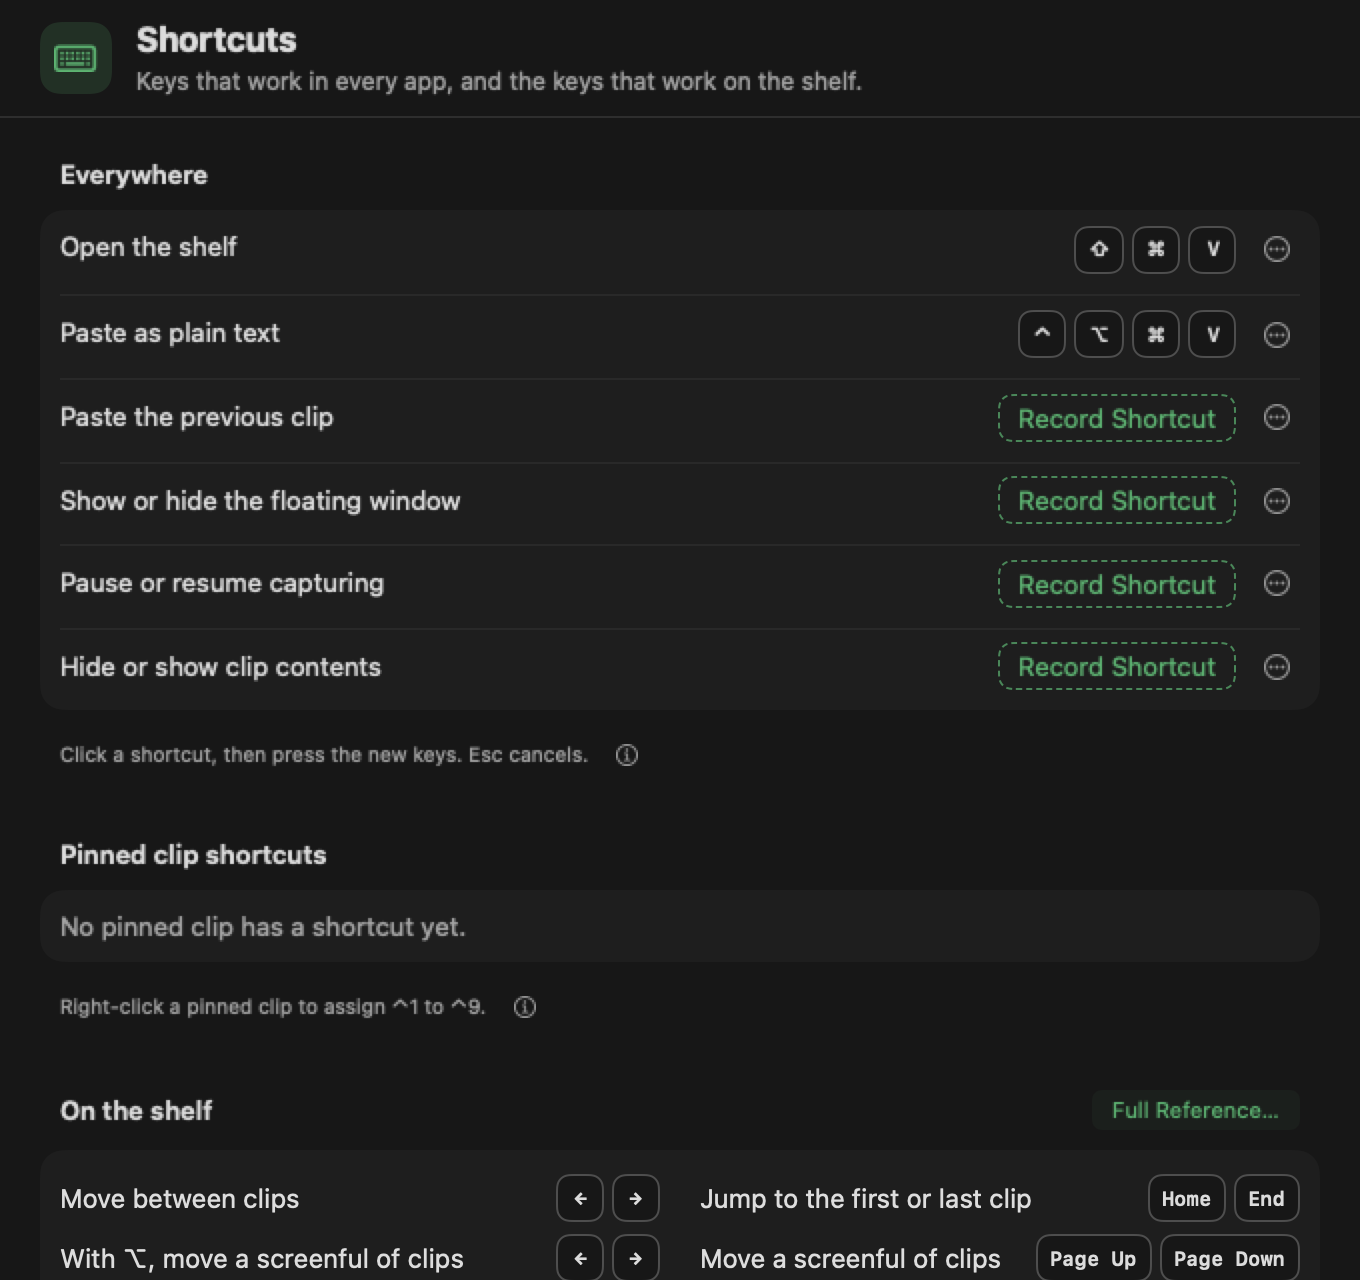 Shortcuts
Keys that work in every app, and the keys that work on the shelf.
Everywhere
Open the shelf ⇧ ⌘ V
Paste as plain text ^ ⌥ ⌘ V
Paste the previous clip Record Shortcut
Show or hide the floating window Record Shortcut
Pause or resume capturing Record Shortcut
Hide or show clip contents Record Shortcut
Click a shortcut, then press the new keys. Esc cancels.
Pinned clip shortcuts
No pinned clip has a shortcut yet.
Right-click a pinned clip to assign ^1 to ^9.
On the shelf Full Reference...
Move between clips ← → Jump to the first or last clip Home End
With ⌥, move a screenful of clips ← → Move a screenful of clips Page Up Page Down